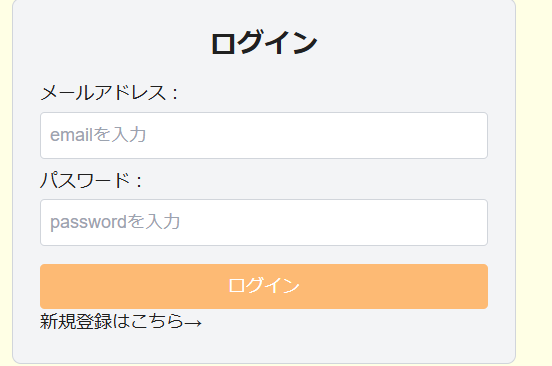 ログイン
メールアドレス：
emailを入力
パスワード：
passwordを入力
ログイン
新規登録はこちら→